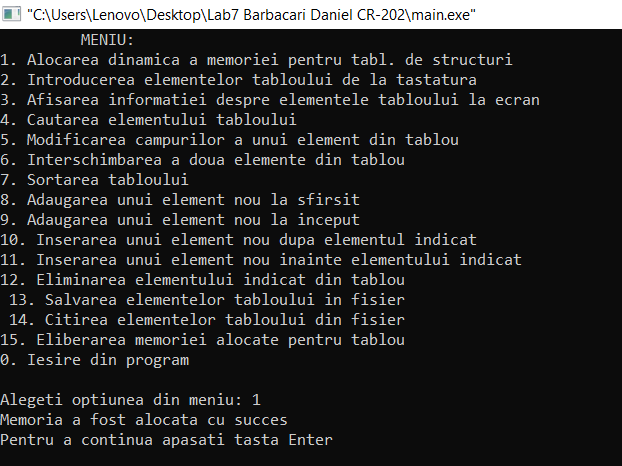 "C:\Users\Lenovo\Desktop\Lab7 Barbacari Daniel CR-202\main.exe"
MENIU:
1. Alocarea dinamica a memoriei pentru tabl. de structuri
2. Introducerea elementelor tabloului de la tastatura
3. Afisarea informatiei despre elementele tabloului la ecran
4. Cautarea elementului tabloului
5. Modificarea campurilor a unui element din tablou
6. Interschimbarea a doua elemente din tablou
7. Sortarea tabloului
8. Adaugarea unui element nou la sfirsit
9. Adaugarea unui element nou la inceput
10. Inserarea unui element nou dupa elementul indicat
11. Inserarea unui element nou inainte elementului indicat
12. Eliminarea elementului indicat din tablou
13. Salvarea elementelor tabloului in fisier
14. Citirea elementelor tabloului din fisier
15. Eliberarea memoriei alocate pentru tablou
0. Iesire din program
Alegeti optiunea din meniu: 1
Memoria a fost alocata cu succes
Pentru a continua apasati tasta Enter